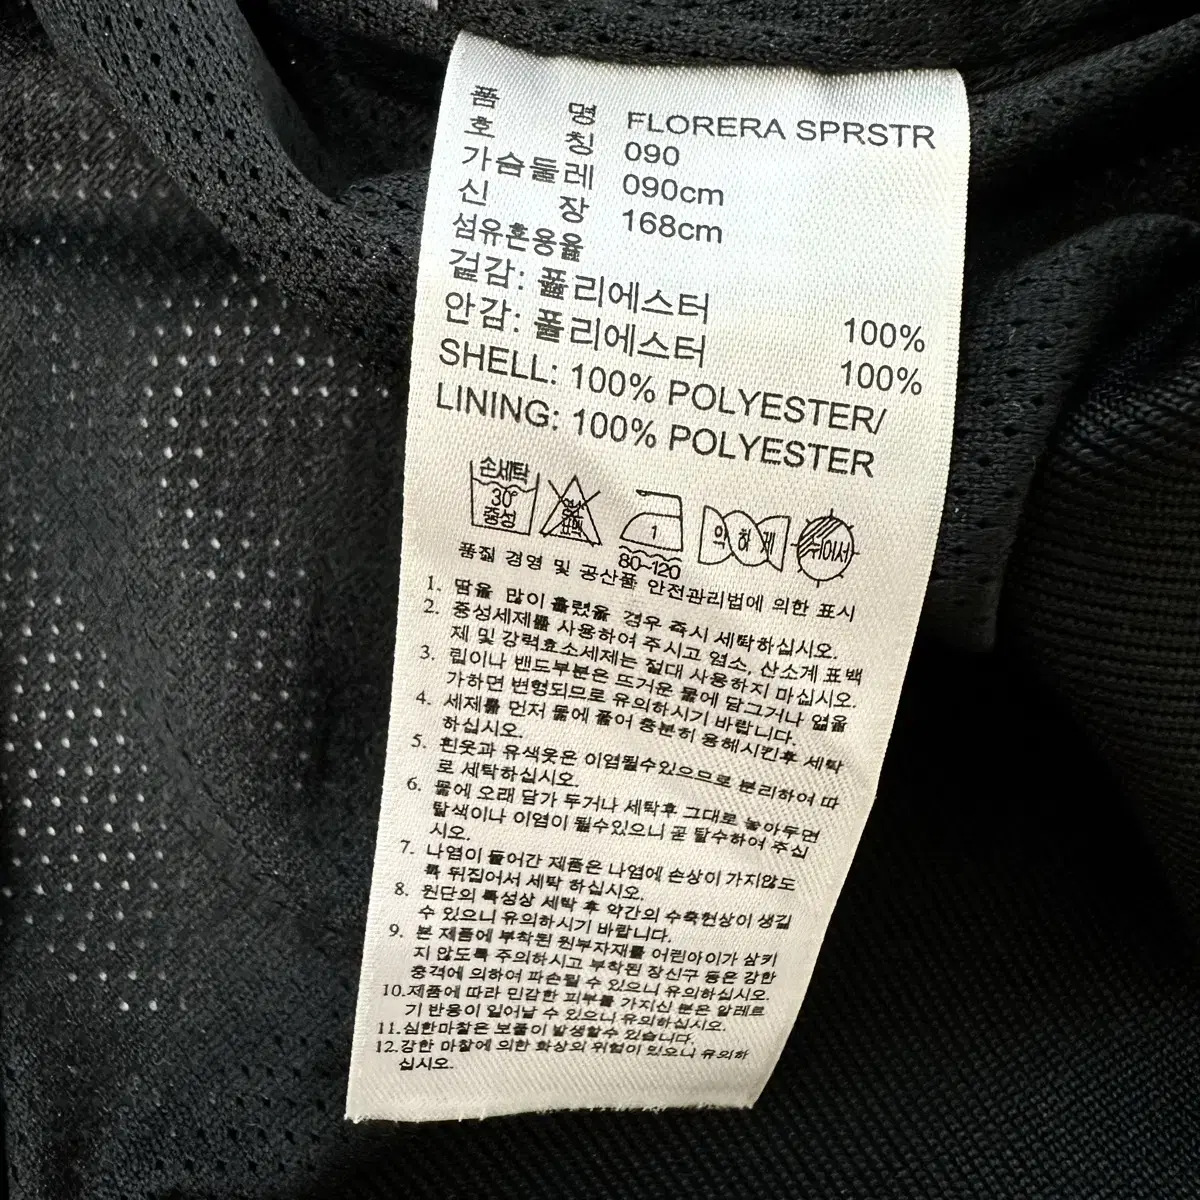 품 명 FLORERA SPRSTR
호 칭 090
가슴둘레 090cm
신 장 168cm
섬유혼용율
겉감: 폴리에스터 100%
안감: 폴리에스터 100%
SHELL: 100% POLYESTER/
LINING: 100% POLYESTER
손세탁
30°
중성
1
80~120
약하게
뉘어서
품질 경영 및 공산품 안전관리법에 의한 표시
1. 땀을 많이 흘렸을 경우 즉시 세탁하십시오.
2. 중성세제를 사용하여 주시고 염소, 산소계 표백
제 및 강력효소세제는 절대 사용하지 마십시오.
3. 립이나 밴드부분은 뜨거운 물에 담그거나 열을
가하면 변형되므로 유의하시기 바랍니다.
4. 세제를 먼저 물에 풀어 충분히 용해시킨후 세탁
하십시오.
5. 흰옷과 유색옷은 이염될수있으므로 분리하여 따
로 세탁하십시오.
6. 물에 오래 담가 두거나 세탁후 그대로 놓아두면
탈색이나 이염이 될수있으니 곧 탈수하여 주십
시오.
7. 나염이 들어간 제품은 나염에 손상이 가지않도
록 뒤집어서 세탁 하십시오.
8. 원단의 특성상 세탁 후 약간의 수축현상이 생길
수 있으니 유의하시기 바랍니다.
9. 본 제품에 부착된 원부자재를 어린아이가 삼키
지 않도록 주의하시고 부착된 장신구 등은 강한
충격에 의하여 파손될 수 있으니 유의하십시오.
10.제품에 따라 민감한 피부를 가지신 분은 알레르
기 반응이 일어날 수 있으니 유의하십시오.
11.심한마찰은 보풀이 발생할수 있습니다.
12.강한 마찰에 의한 화상의 위험이 있으니 유의하
십시오.